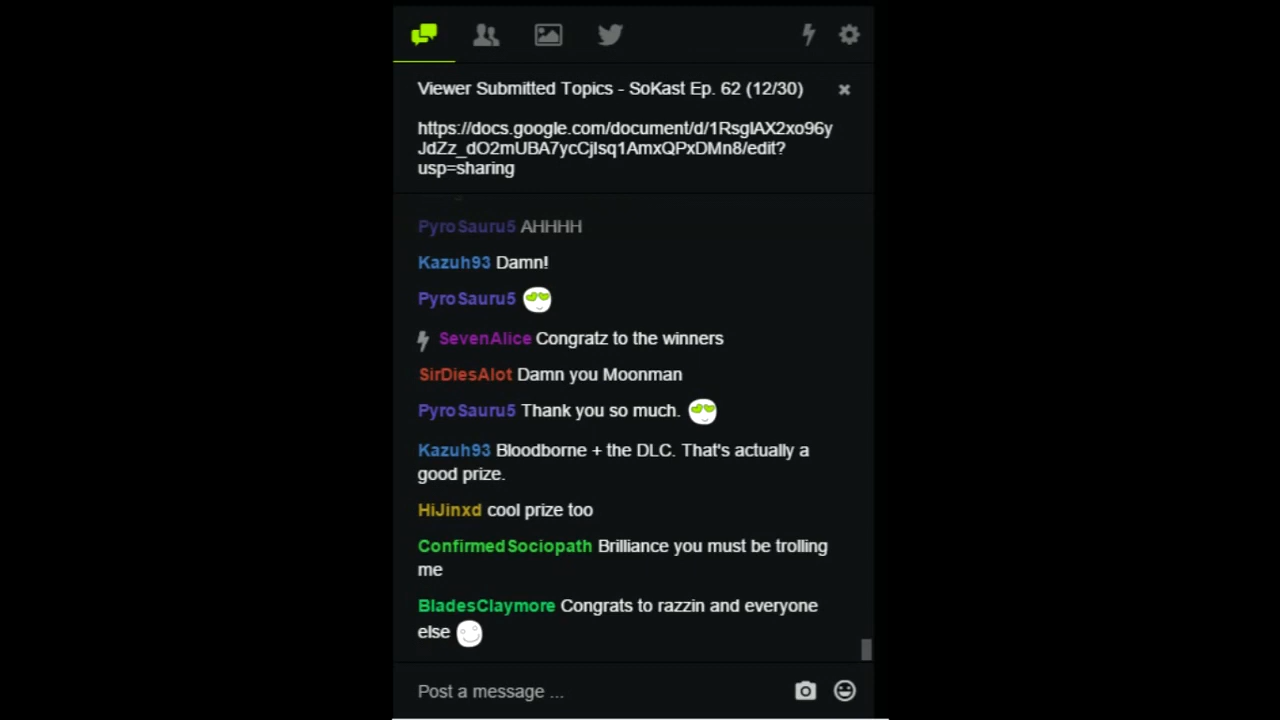 Viewer Submitted Topics - SoKast Ep. 62 (12/30)
https://docs.google.com/document/d/1RsglAX2xo96y
JdZz_dO2mUBA7ycCjlsq1AmxQPxDMn8/edit?
usp=sharing
PyroSauru5 AHHHH
Kazuh93 Damn!
PyroSauru5
SevenAlice Congratz to the winners
SirDiesAlot Damn you Moonman
PyroSauru5 Thank you so much.
Kazuh93 Bloodborne + the DLC. That's actually a
good prize.
HiJinxd cool prize too
ConfirmedSociopath Brilliance you must be trolling
me
BladesClaymore Congrats to razzin and everyone
else
Post a message ...